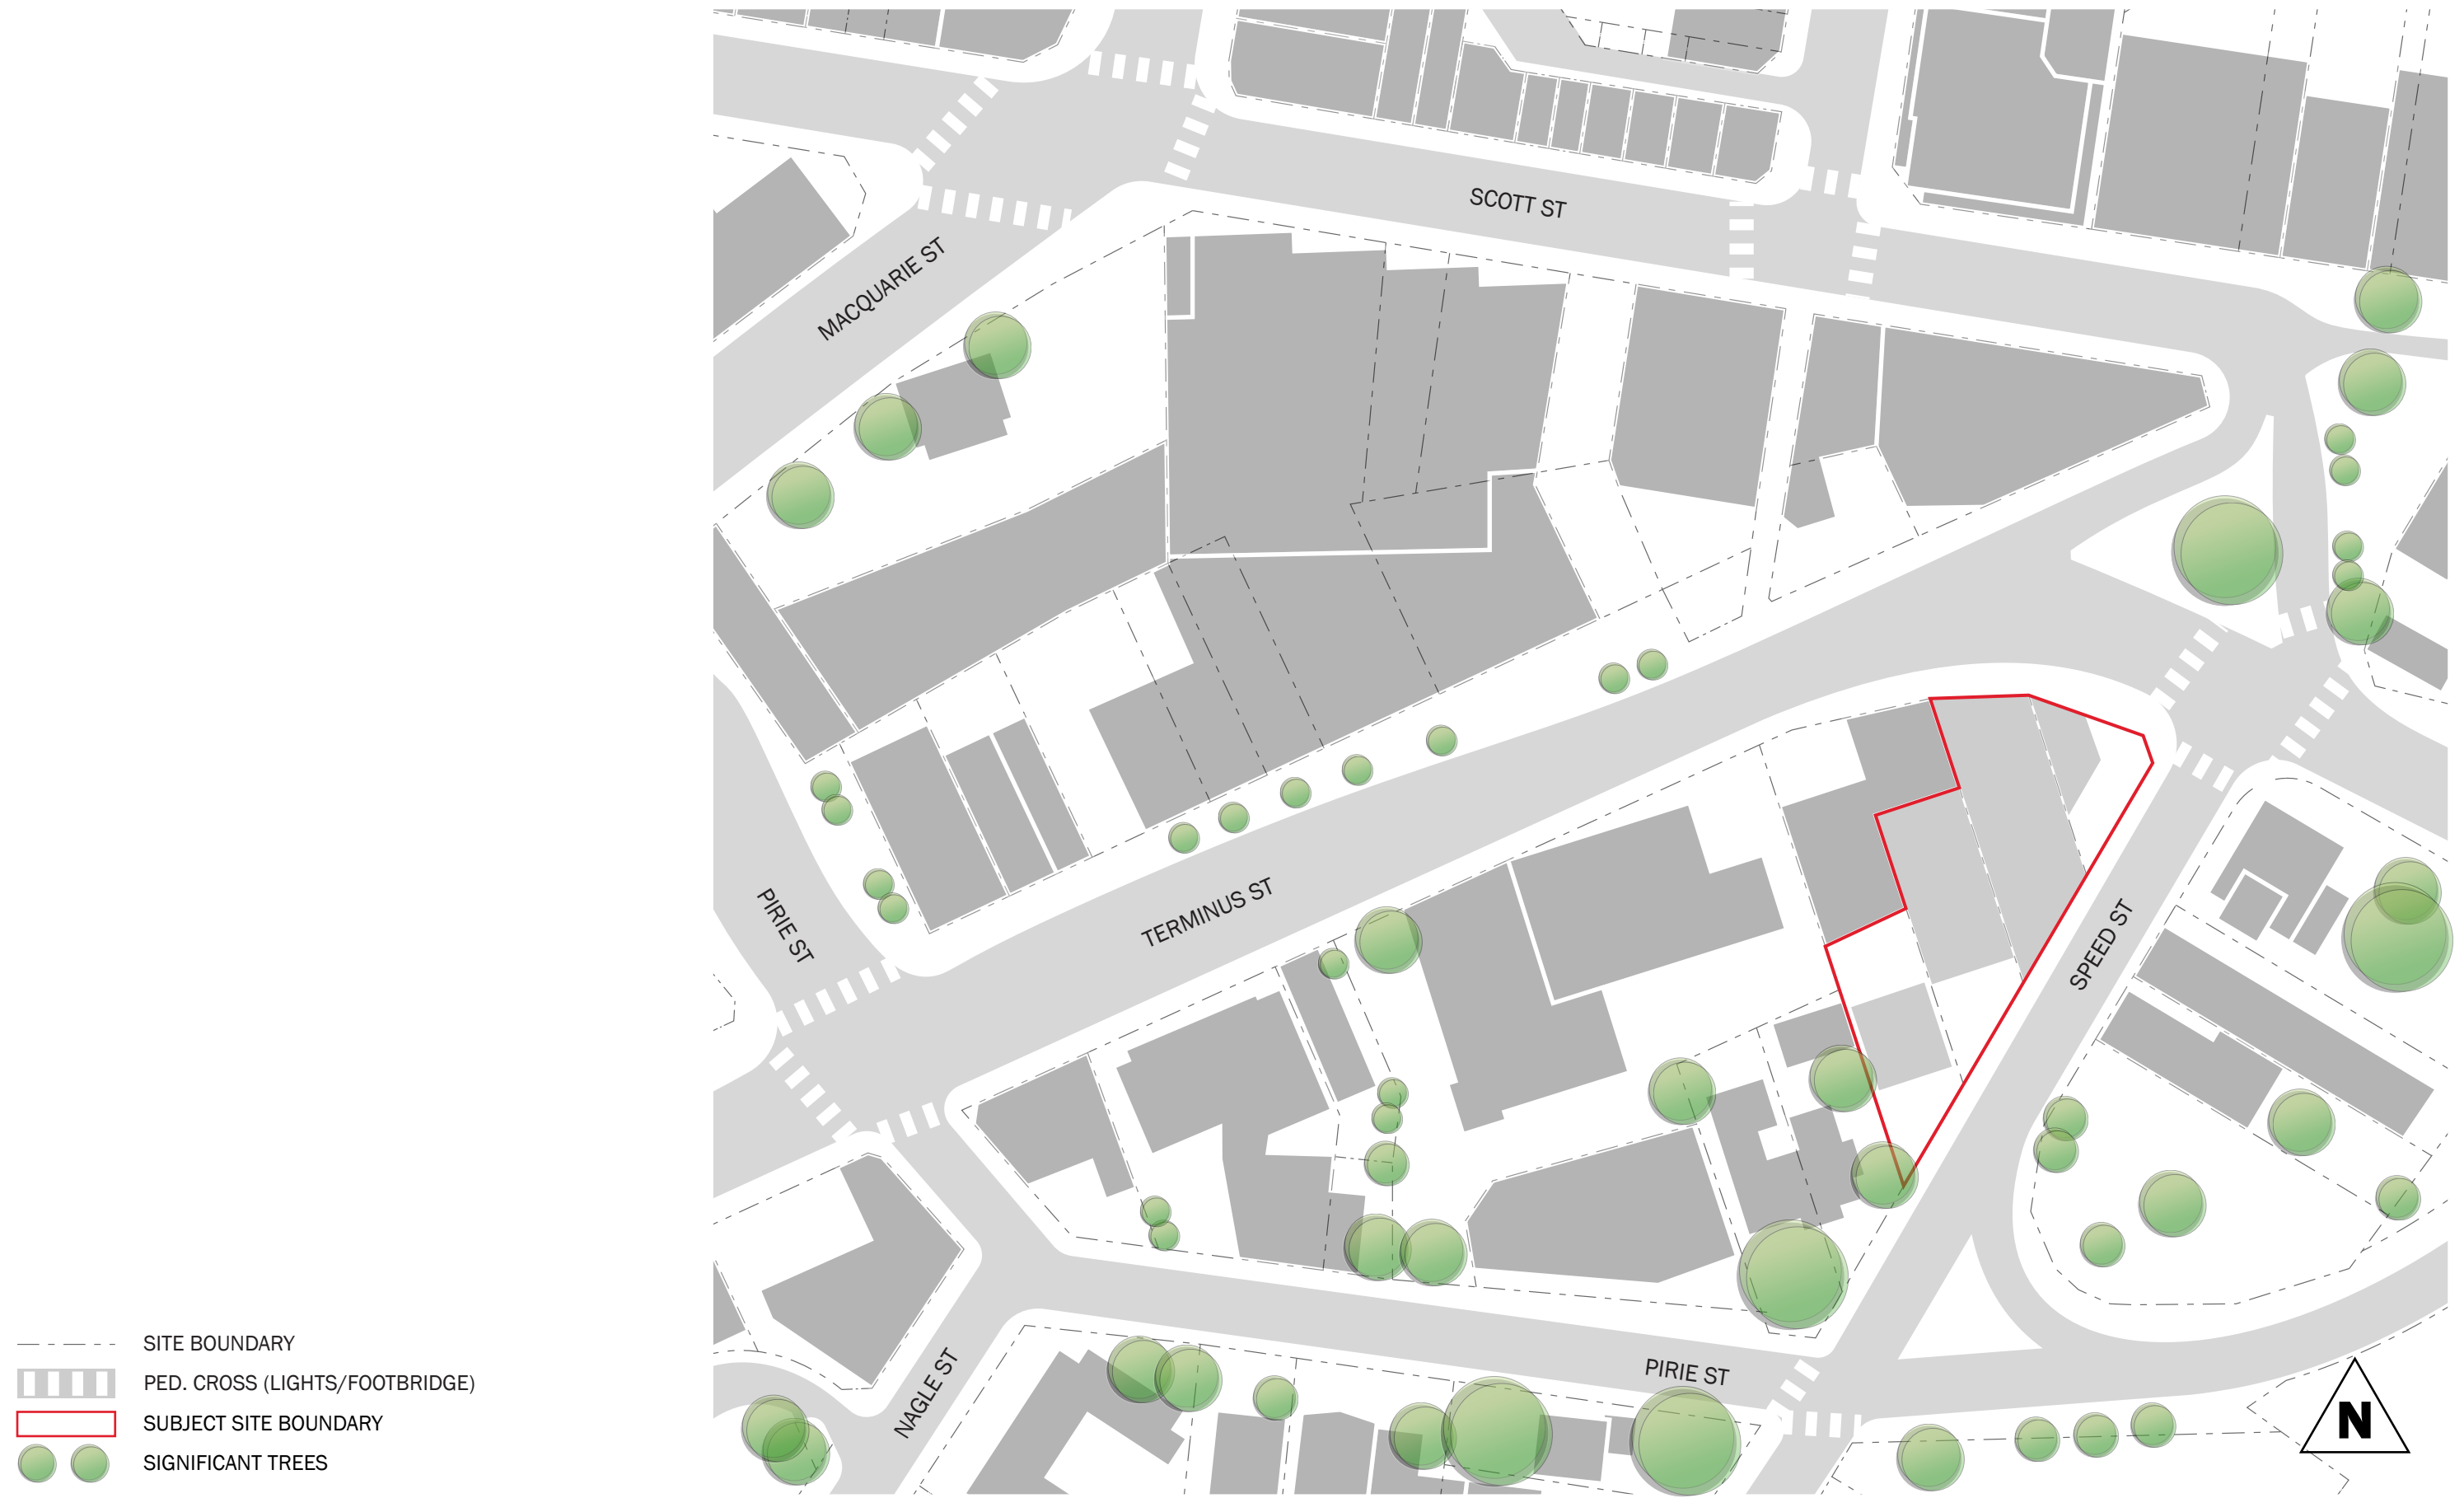 SCOTT ST
MACQUARIE ST
PIRIE ST
TERMINUS ST
SPEED ST
NAGLE ST
PIRIE ST
SITE BOUNDARY
PED. CROSS (LIGHTS/FOOTBRIDGE)
SUBJECT SITE BOUNDARY
SIGNIFICANT TREES
N